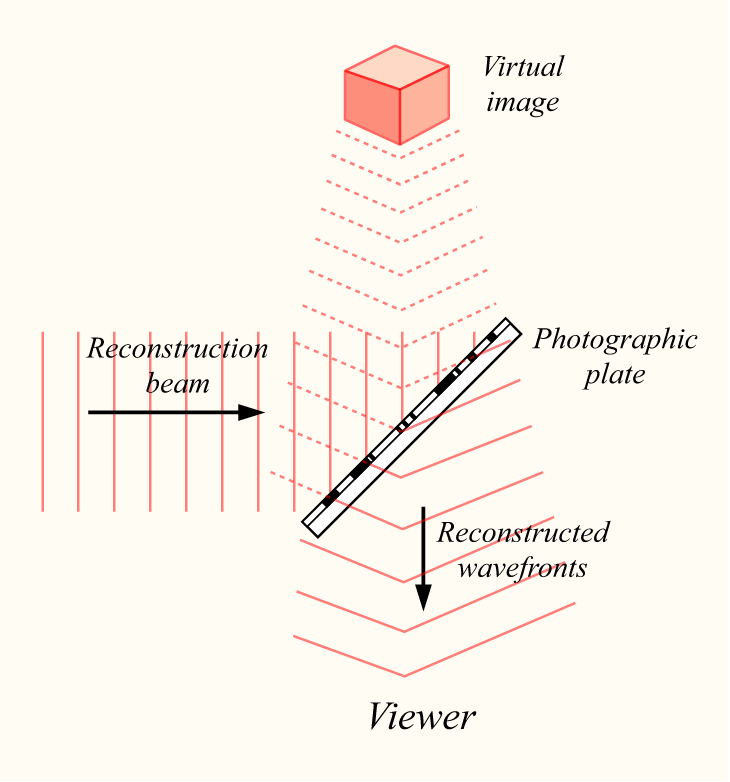 Virtual
image
Reconstruction
beam
Photographic
plate
Reconstructed
wavefronts
Viewer